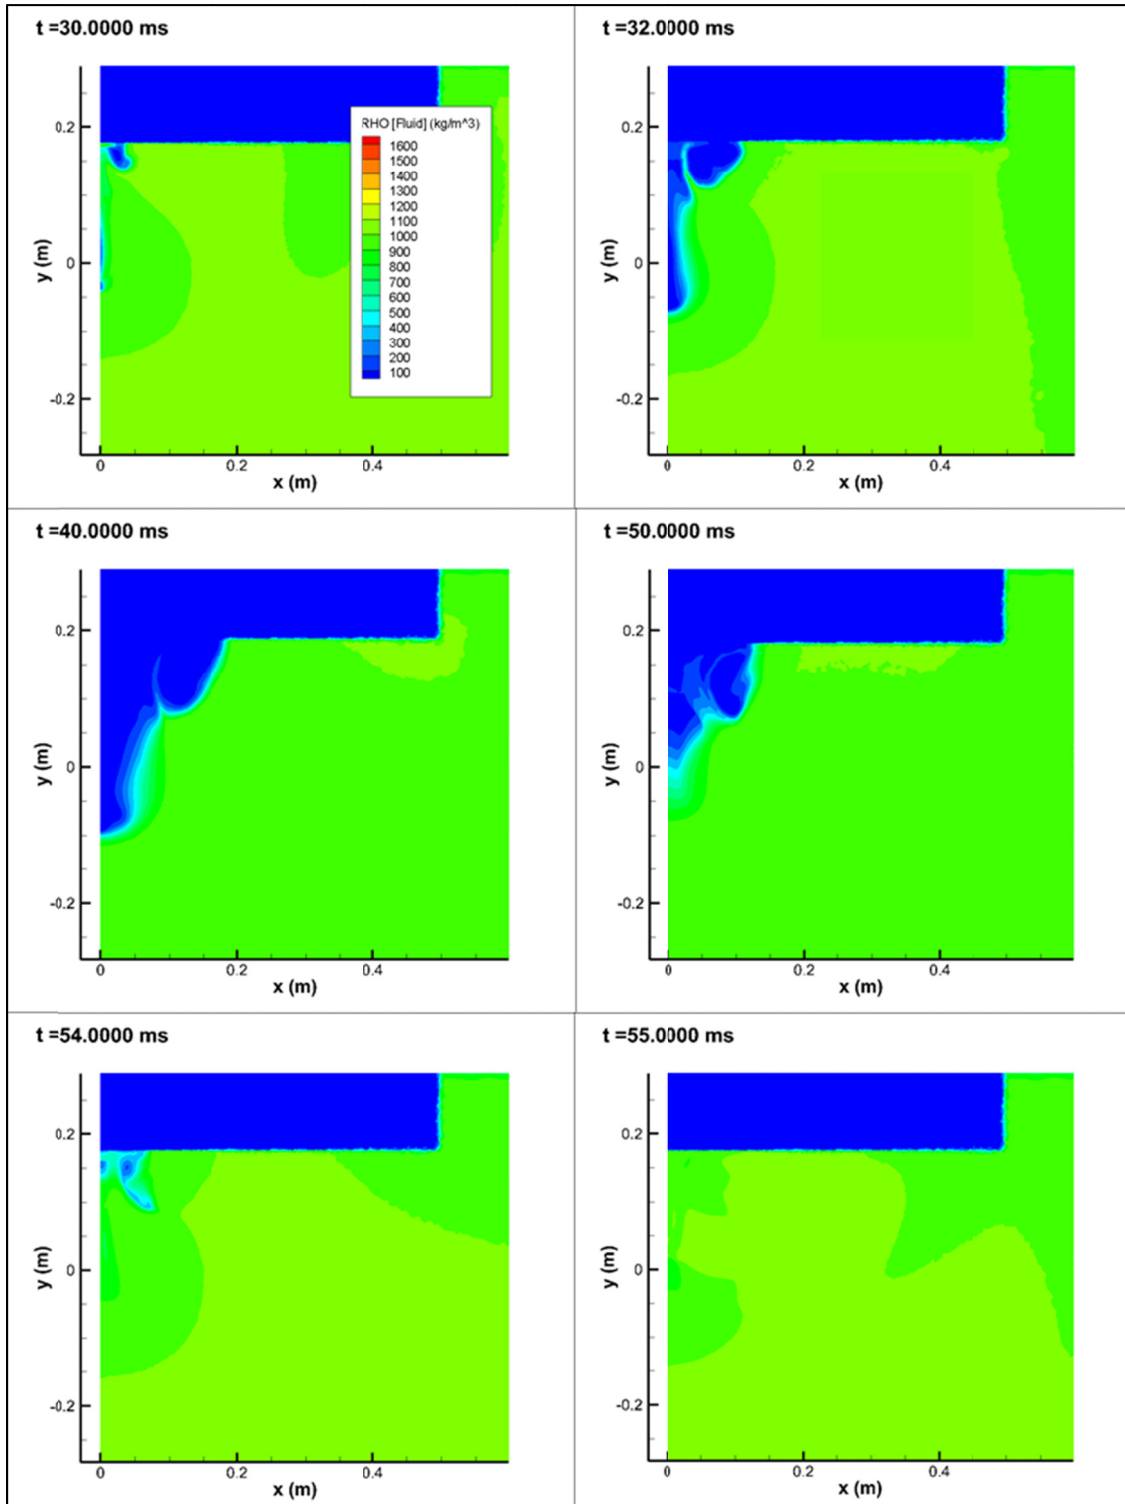 t =30.0000 ms
RHO [Fluid] (kg/m^3)
1600
1500
1400
1300
1200
1100
1000
900
800
700
600
500
400
300
200
100
0.2
0
-0.2
y (m)
0
0.2
0.4
x (m)
t =32.0000 ms
0.2
0
-0.2
y (m)
0
0.2
0.4
x (m)
t =40.0000 ms
0.2
0
-0.2
y (m)
0
0.2
0.4
x (m)
t =50.0000 ms
0.2
0
-0.2
y (m)
0
0.2
0.4
x (m)
t =54.0000 ms
0.2
0
-0.2
y (m)
0
0.2
0.4
x (m)
t =55.0000 ms
0.2
0
-0.2
y (m)
0
0.2
0.4
x (m)